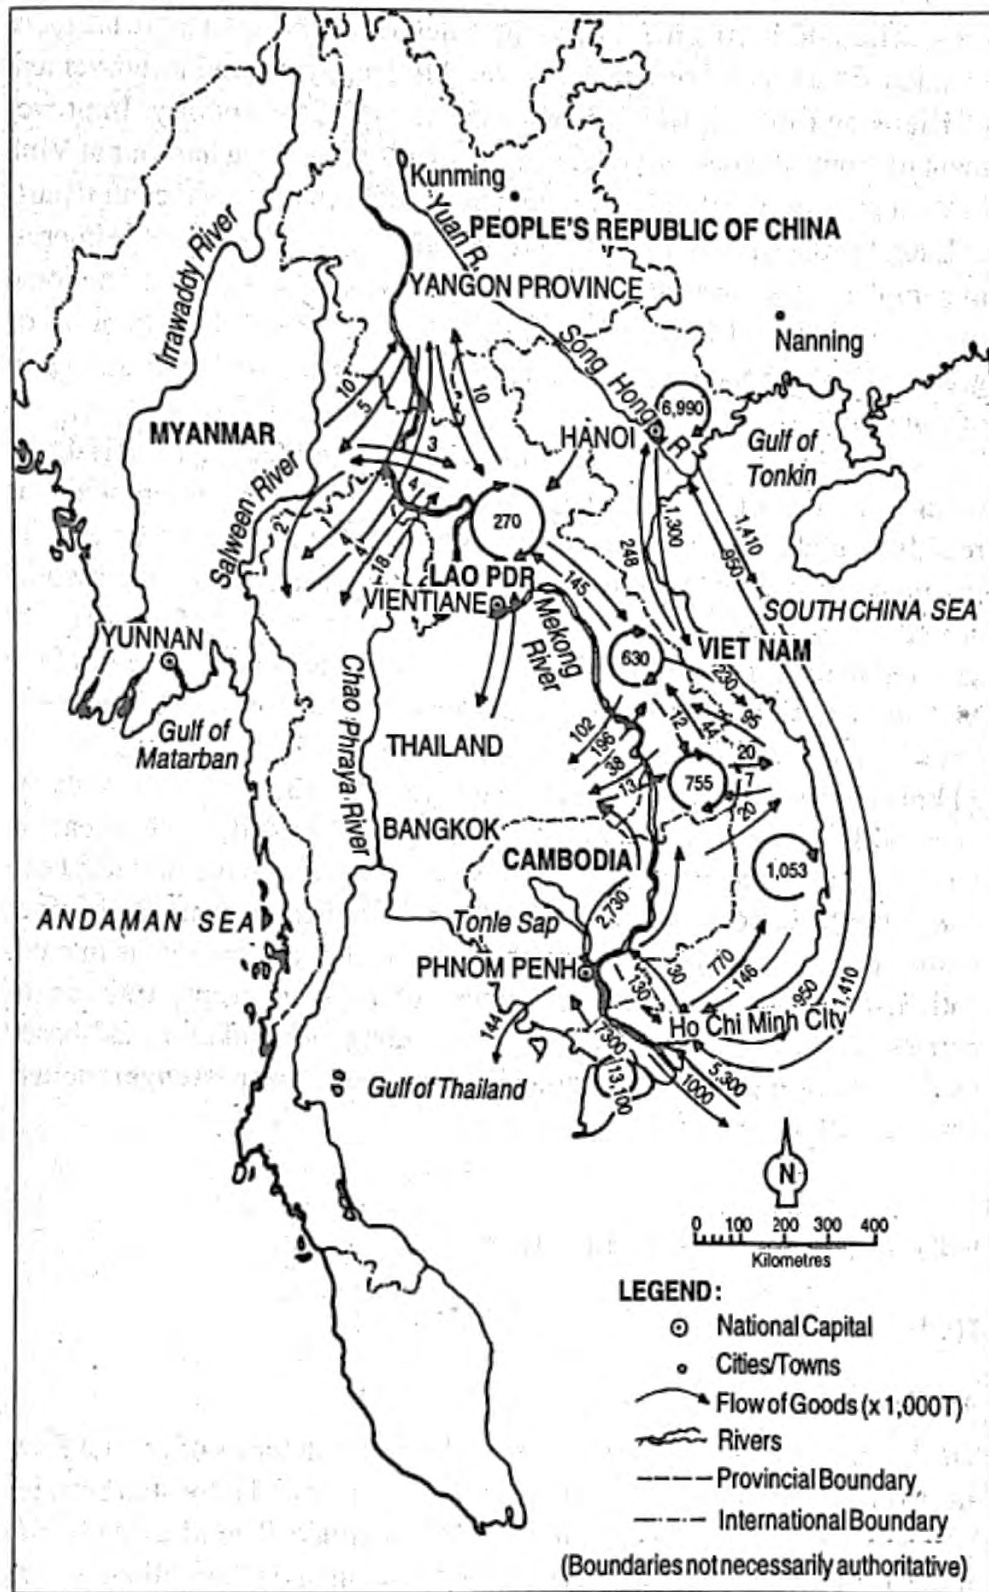 Kunming
Yuan R.
PEOPLE'S REPUBLIC OF CHINA
Irrawaddy River
YANGON PROVINCE
Nanning
Song Hong R.
6,990
10
5
10
HANOI
Gulf of
Tonkin
MYANMAR
3
Salween River
4
2
270
1,300
1,410
248
950
4
4
18
145
LAO PDR
VIENTIANE
Mekong
River
SOUTH CHINA SEA
YUNNAN
630
VIET NAM
230
95
Gulf of
Matarban
Chao Phraya River
THAILAND
102
196
12
44
20
18
13
755
7
20
BANGKOK
CAMBODIA
1,053
ANDAMAN SEA
Tonle Sap
2,730
PHNOM PENH
30
770
146
130
950
1,410
144
Ho Chi Minh City
7300
5,300
Gulf of Thailand
13,100
1000
N
0 100 200 300 400
Kilometres
LEGEND:
National Capital
Cities/Towns
Flow of Goods (x 1,000T)
Rivers
Provincial Boundary
International Boundary
(Boundaries not necessarily authoritative)